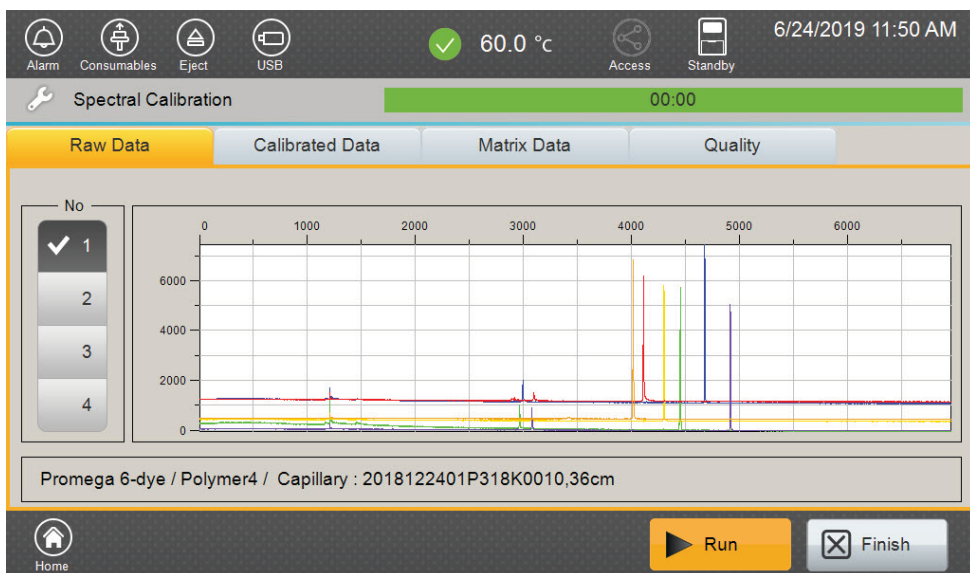 60.0 °c
6/24/2019 11:50 AM
Alarm Consumables Eject USB Access Standby
Spectral Calibration 00:00
Raw Data Calibrated Data Matrix Data Quality
No
1
2
3
4
0 1000 2000 3000 4000 5000 6000
6000
4000
2000
0
Promega 6-dye / Polymer4 / Capillary : 2018122401P318K0010,36cm
Home
Run
Finish